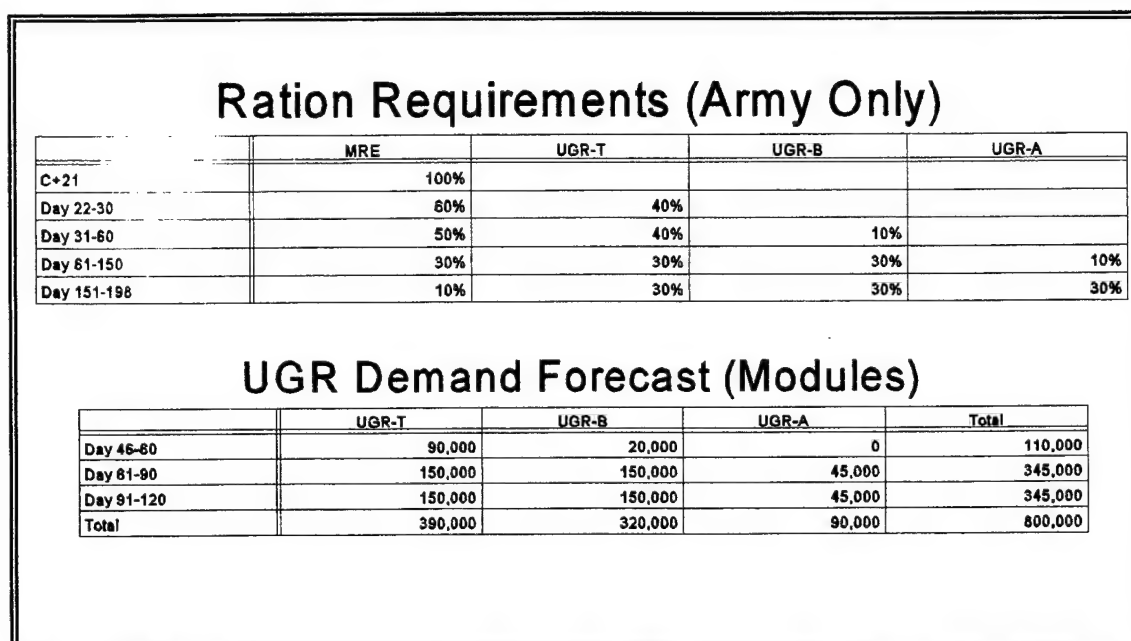 Ration Requirements (Army Only)
MRE UGR-T UGR-B UGR-A
C+21 100%
Day 22-30 60% 40%
Day 31-60 50% 40% 10%
Day 61-150 30% 30% 30% 10%
Day 151-198 10% 30% 30% 30%
UGR Demand Forecast (Modules)
UGR-T UGR-B UGR-A Total
Day 46-60 90,000 20,000 0 110,000
Day 61-90 150,000 150,000 45,000 345,000
Day 91-120 150,000 150,000 45,000 345,000
Total 390,000 320,000 90,000 800,000